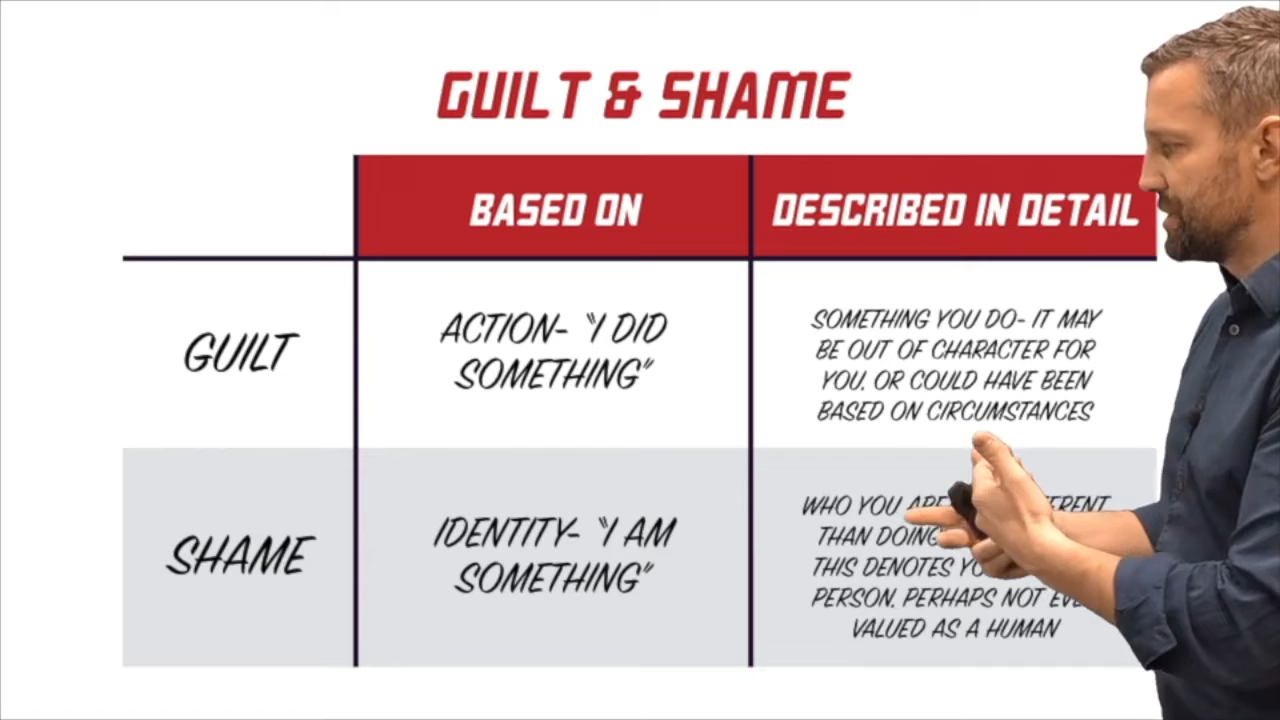 GUILT & SHAME
BASED ON
DESCRIBED IN DETAIL
GUILT
ACTION- "I DID
SOMETHING"
SOMETHING YOU DO- IT MAY
BE OUT OF CHARACTER FOR
YOU, OR COULD HAVE BEEN
BASED ON CIRCUMSTANCES
SHAME
IDENTITY- "I AM
SOMETHING"
WHO YOU
THAN DOING
THIS DENOTES
PERSON. PERHAPS NOT
VALUED AS A HUMAN